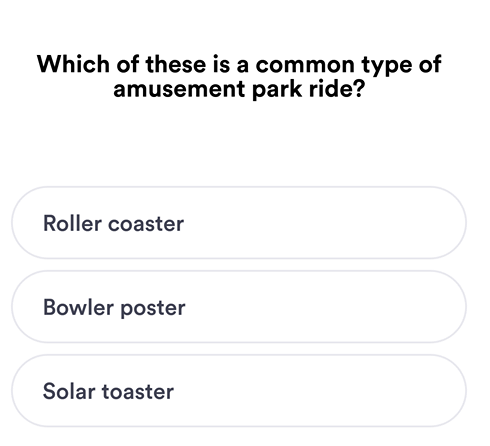 Which of these is a common type of
amusement park ride?
Roller coaster
Bowler poster
Solar toaster